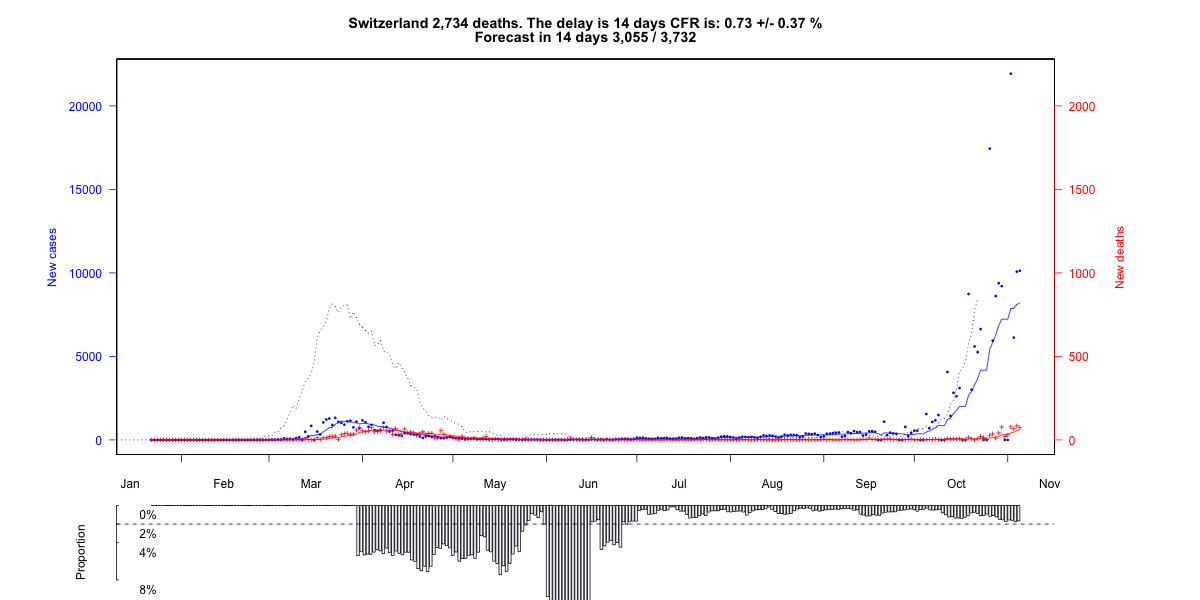 Switzerland 2,734 deaths. The delay is 14 days CFR is: 0.73 +/- 0.37 %
Forecast in 14 days 3,055 / 3,732
20000
15000
10000
5000
0
New cases
2000
1500
1000
500
0
New deaths
Jan Feb Mar Apr May Jun Jul Aug Sep Oct Nov
Proportion
0%
2%
4%
8%